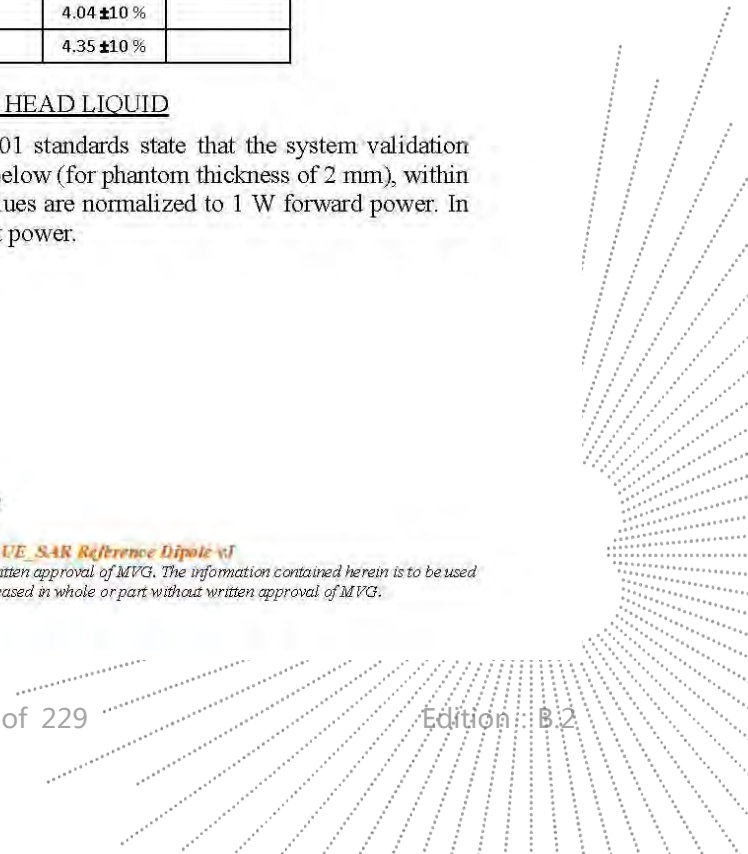 4.04 ±10 %
4.35 ±10 %
HEAD LIQUID
01 standards state that the system validation
elow (for phantom thickness of 2 mm), within
lues are normalized to 1 W forward power. In
t power.
UE_SAR Reference Dipole vJ
itten approval of MVG. The information contained herein is to be used
eased in whole or part without written approval of MVG.
of 229
Edition : B.2